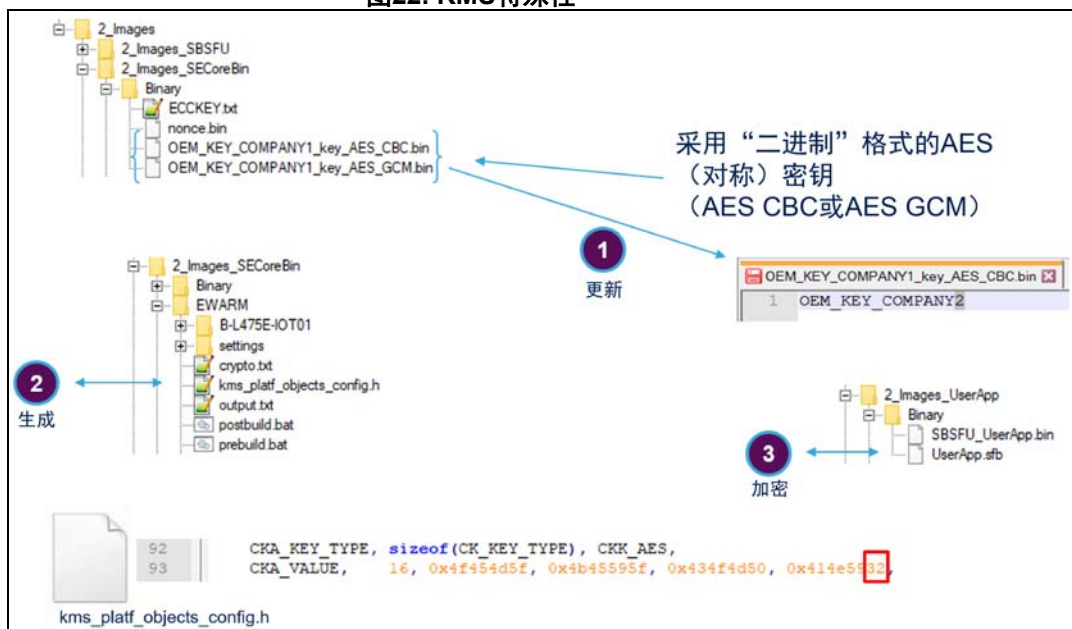 2_Images
2_Images_SBSFU
2_Images_SECoreBin
Binary
ECCKEY.txt
nonce.bin
OEM_KEY_COMPANY1_key_AES_CBC.bin
OEM_KEY_COMPANY1_key_AES_GCM.bin
采用“二进制”格式的AES
（对称）密钥
（AES CBC或AES GCM）
1
更新
OEM_KEY_COMPANY1_key_AES_CBC.bin
1 OEM_KEY_COMPANY2
2_Images_SECoreBin
Binary
EWARM
B-L475E-IOT01
settings
crypto.txt
kms_platf_objects_config.h
output.txt
postbuild.bat
prebuild.bat
2
生成
2_Images_UserApp
Binary
SBSFU_UserApp.bin
UserApp.sfb
3
加密
92 CKA_KEY_TYPE, sizeof(CK_KEY_TYPE), CKK_AES,
93 CKA_VALUE, 16, 0x4f454d5f, 0x4b45595f, 0x434f4d50, 0x414e5932,
kms_platf_objects_config.h